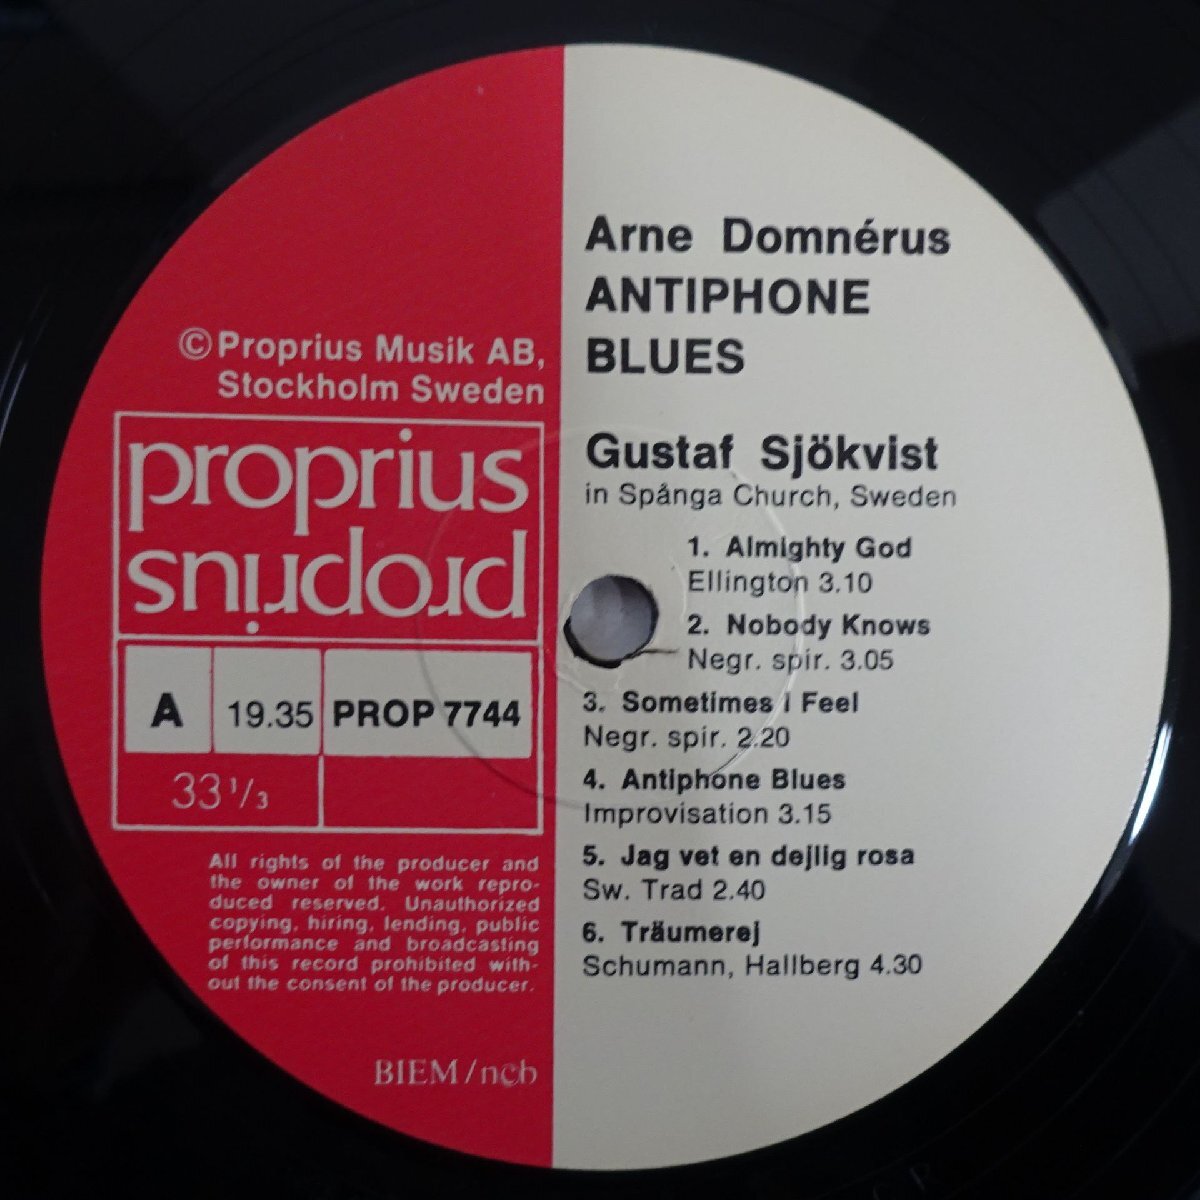 ©Proprius Musik AB,
Stockholm Sweden
proprius
proprius
A 19.35 PROP 7744
33 1/3
All rights of the producer and
the owner of the work repro-
duced reserved. Unauthorized
copying, hiring, lending, public
performance and broadcasting
of this record prohibited with-
out the consent of the producer.
BIEM/ncb
Arne Domnérus
ANTIPHONE
BLUES
Gustaf Sjökvist
in Spånga Church, Sweden
1. Almighty God
Ellington 3.10
2. Nobody Knows
Negr. spir. 3.05
3. Sometimes I Feel
Negr. spir. 2.20
4. Antiphone Blues
Improvisation 3.15
5. Jag vet en dejlig rosa
Sw. Trad 2.40
6. Träumerej
Schumann, Hallberg 4.30